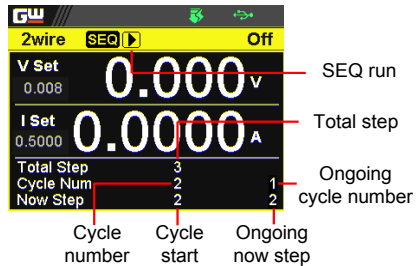 GW
2wire SEQ Off
V Set
0.008
0.000 V
I Set
0.5000
0.0000 A
Total Step 3
Cycle Num 2 1
Now Step 2 2
SEQ run
Total step
Ongoing
cycle number
Cycle
number
Cycle
start
Ongoing
now step